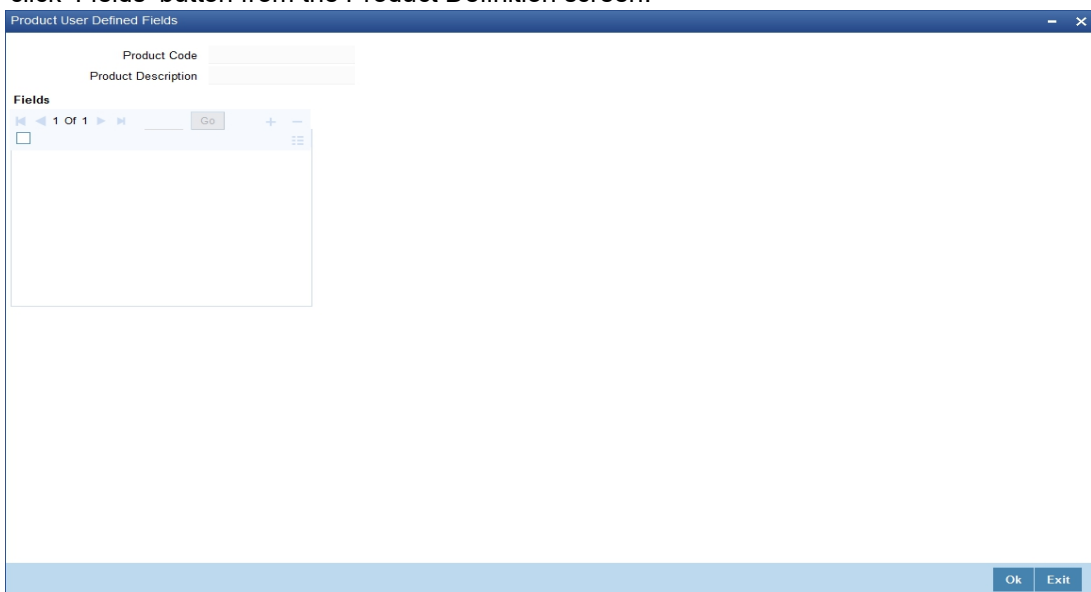 click 'Fields' button from the Product Definition screen.
Product User Defined Fields
Product Code
Product Description
Fields
1 Of 1 Go
Ok Exit